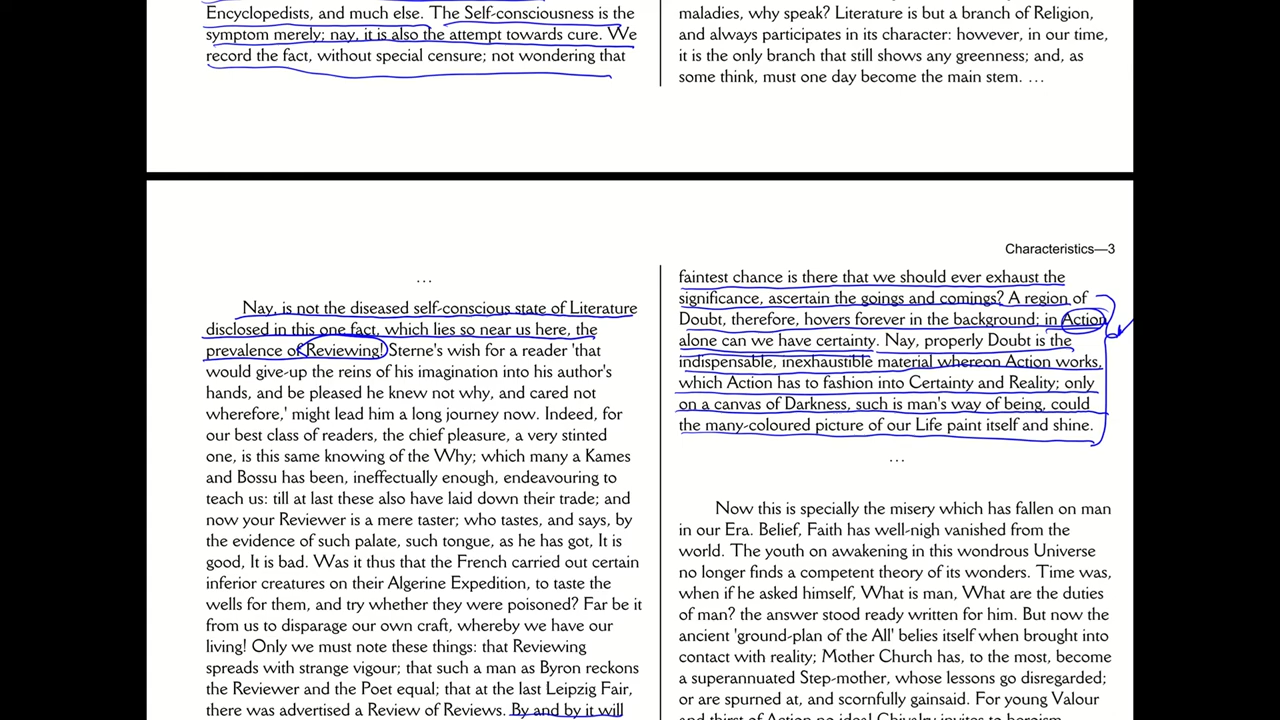 Encyclopedists, and much else. The Self-consciousness is the
symptom merely; nay, it is also the attempt towards cure. We
record the fact, without special censure; not wondering that
maladies, why speak? Literature is but a branch of Religion,
and always participates in its character: however, in our time,
it is the only branch that still shows any greenness; and, as
some think, must one day become the main stem. …
Characteristics—3
…
Nay, is not the diseased self-conscious state of Literature
disclosed in this one fact, which lies so near us here, the
prevalence of Reviewing! Sterne's wish for a reader 'that
would give-up the reins of his imagination into his author's
hands, and be pleased he knew not why, and cared not
wherefore,' might lead him a long journey now. Indeed, for
our best class of readers, the chief pleasure, a very stinted
one, is this same knowing of the Why; which many a Kames
and Bossu has been, ineffectually enough, endeavouring to
teach us: till at last these also have laid down their trade; and
now your Reviewer is a mere taster; who tastes, and says, by
the evidence of such palate, such tongue, as he has got, It is
good, It is bad. Was it thus that the French carried out certain
inferior creatures on their Algerine Expedition, to taste the
wells for them, and try whether they were poisoned? Far be it
from us to disparage our own craft, whereby we have our
living! Only we must note these things: that Reviewing
spreads with strange vigour; that such a man as Byron reckons
the Reviewer and the Poet equal; that at the last Leipzig Fair,
there was advertised a Review of Reviews. By and by it will
faintest chance is there that we should ever exhaust the
significance, ascertain the goings and comings? A region of
Doubt, therefore, hovers forever in the background; in Action
alone can we have certainty. Nay, properly Doubt is the
indispensable, inexhaustible material whereon Action works,
which Action has to fashion into Certainty and Reality; only
on a canvas of Darkness, such is man's way of being, could
the many-coloured picture of our Life paint itself and shine.
…
Now this is specially the misery which has fallen on man
in our Era. Belief, Faith has well-nigh vanished from the
world. The youth on awakening in this wondrous Universe
no longer finds a competent theory of its wonders. Time was,
when if he asked himself, What is man, What are the duties
of man? the answer stood ready written for him. But now the
ancient 'ground-plan of the All' belies itself when brought into
contact with reality; Mother Church has, to the most, become
a superannuated Step-mother, whose lessons go disregarded;
or are spurned at, and scornfully gainsaid. For young Valour
and thirst of Action no ideal Chivalry invites to heroism,